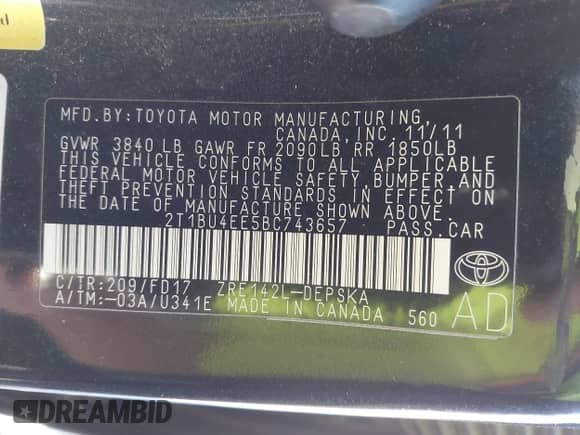 d
MFD.BY:TOYOTA MOTOR MANUFACTURING,
CANADA,INC. 11/11
GVWR 3840 LB GAWR FR 2090LB RR 1850LB
THIS VEHICLE CONFORMS TO ALL APPLICABLE
FEDERAL MOTOR VEHICLE SAFETY, BUMPER,AND
THEFT PREVENTION STANDARDS IN EFFECT ON
THE DATE OF MANUFACTURE SHOWN ABOVE.
2T1BU4EE5BC743657 PASS.CAR
C/TR:209/FD17 ZRE142L-DEPSKA
A/TM:-03A/U341E MADE IN CANADA 560 AD
DREAMBID